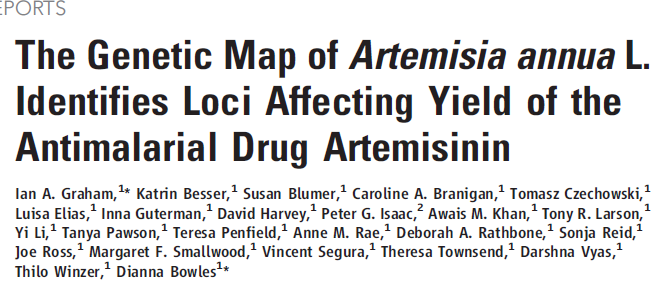 EPORTS
The Genetic Map of Artemisia annua L.
Identifies Loci Affecting Yield of the
Antimalarial Drug Artemisinin
Ian A. Graham,¹* Katrin Besser,¹ Susan Blumer,¹ Caroline A. Branigan,¹ Tomasz Czechowski,¹
Luisa Elias,¹ Inna Guterman,¹ David Harvey,¹ Peter G. Isaac,² Awais M. Khan,¹ Tony R. Larson,¹
Yi Li,¹ Tanya Pawson,¹ Teresa Penfield,¹ Anne M. Rae,¹ Deborah A. Rathbone,¹ Sonja Reid,¹
Joe Ross,¹ Margaret F. Smallwood,¹ Vincent Segura,¹ Theresa Townsend,¹ Darshna Vyas,¹
Thilo Winzer,¹ Dianna Bowles¹*